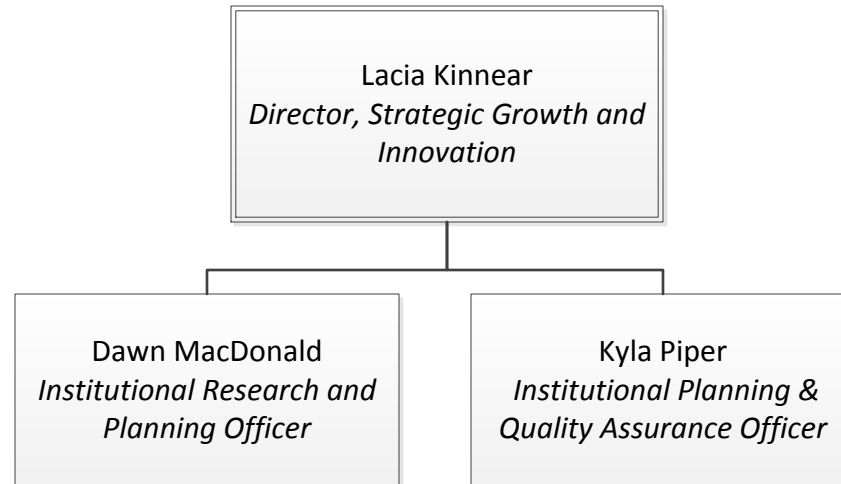 Lacia Kinnear
Director, Strategic Growth and
Innovation
Dawn MacDonald
Institutional Research and
Planning Officer
Kyla Piper
Institutional Planning &
Quality Assurance Officer